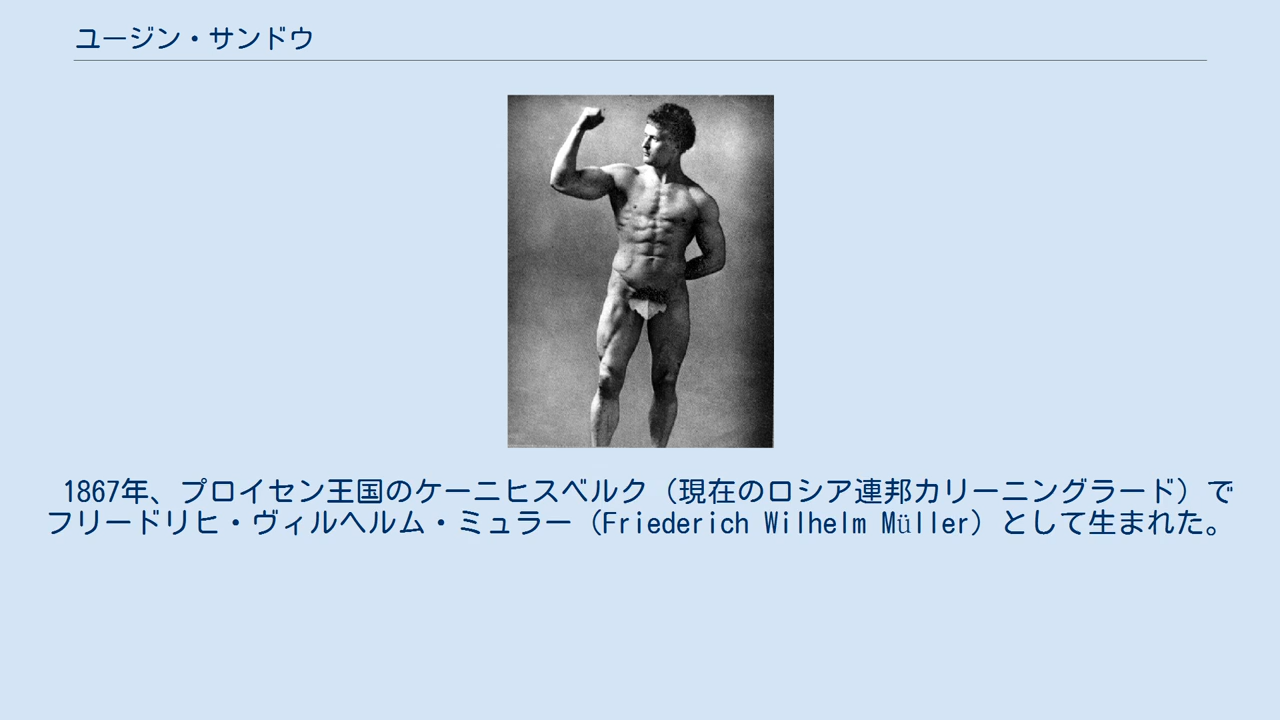 ユージン・サンドウ
1867年、プロイセン王国のケーニヒスベルク（現在のロシア連邦カリーニングラード）で
フリードリヒ・ヴィルヘルム・ミュラー（Friederich Wilhelm Müller）として生まれた。